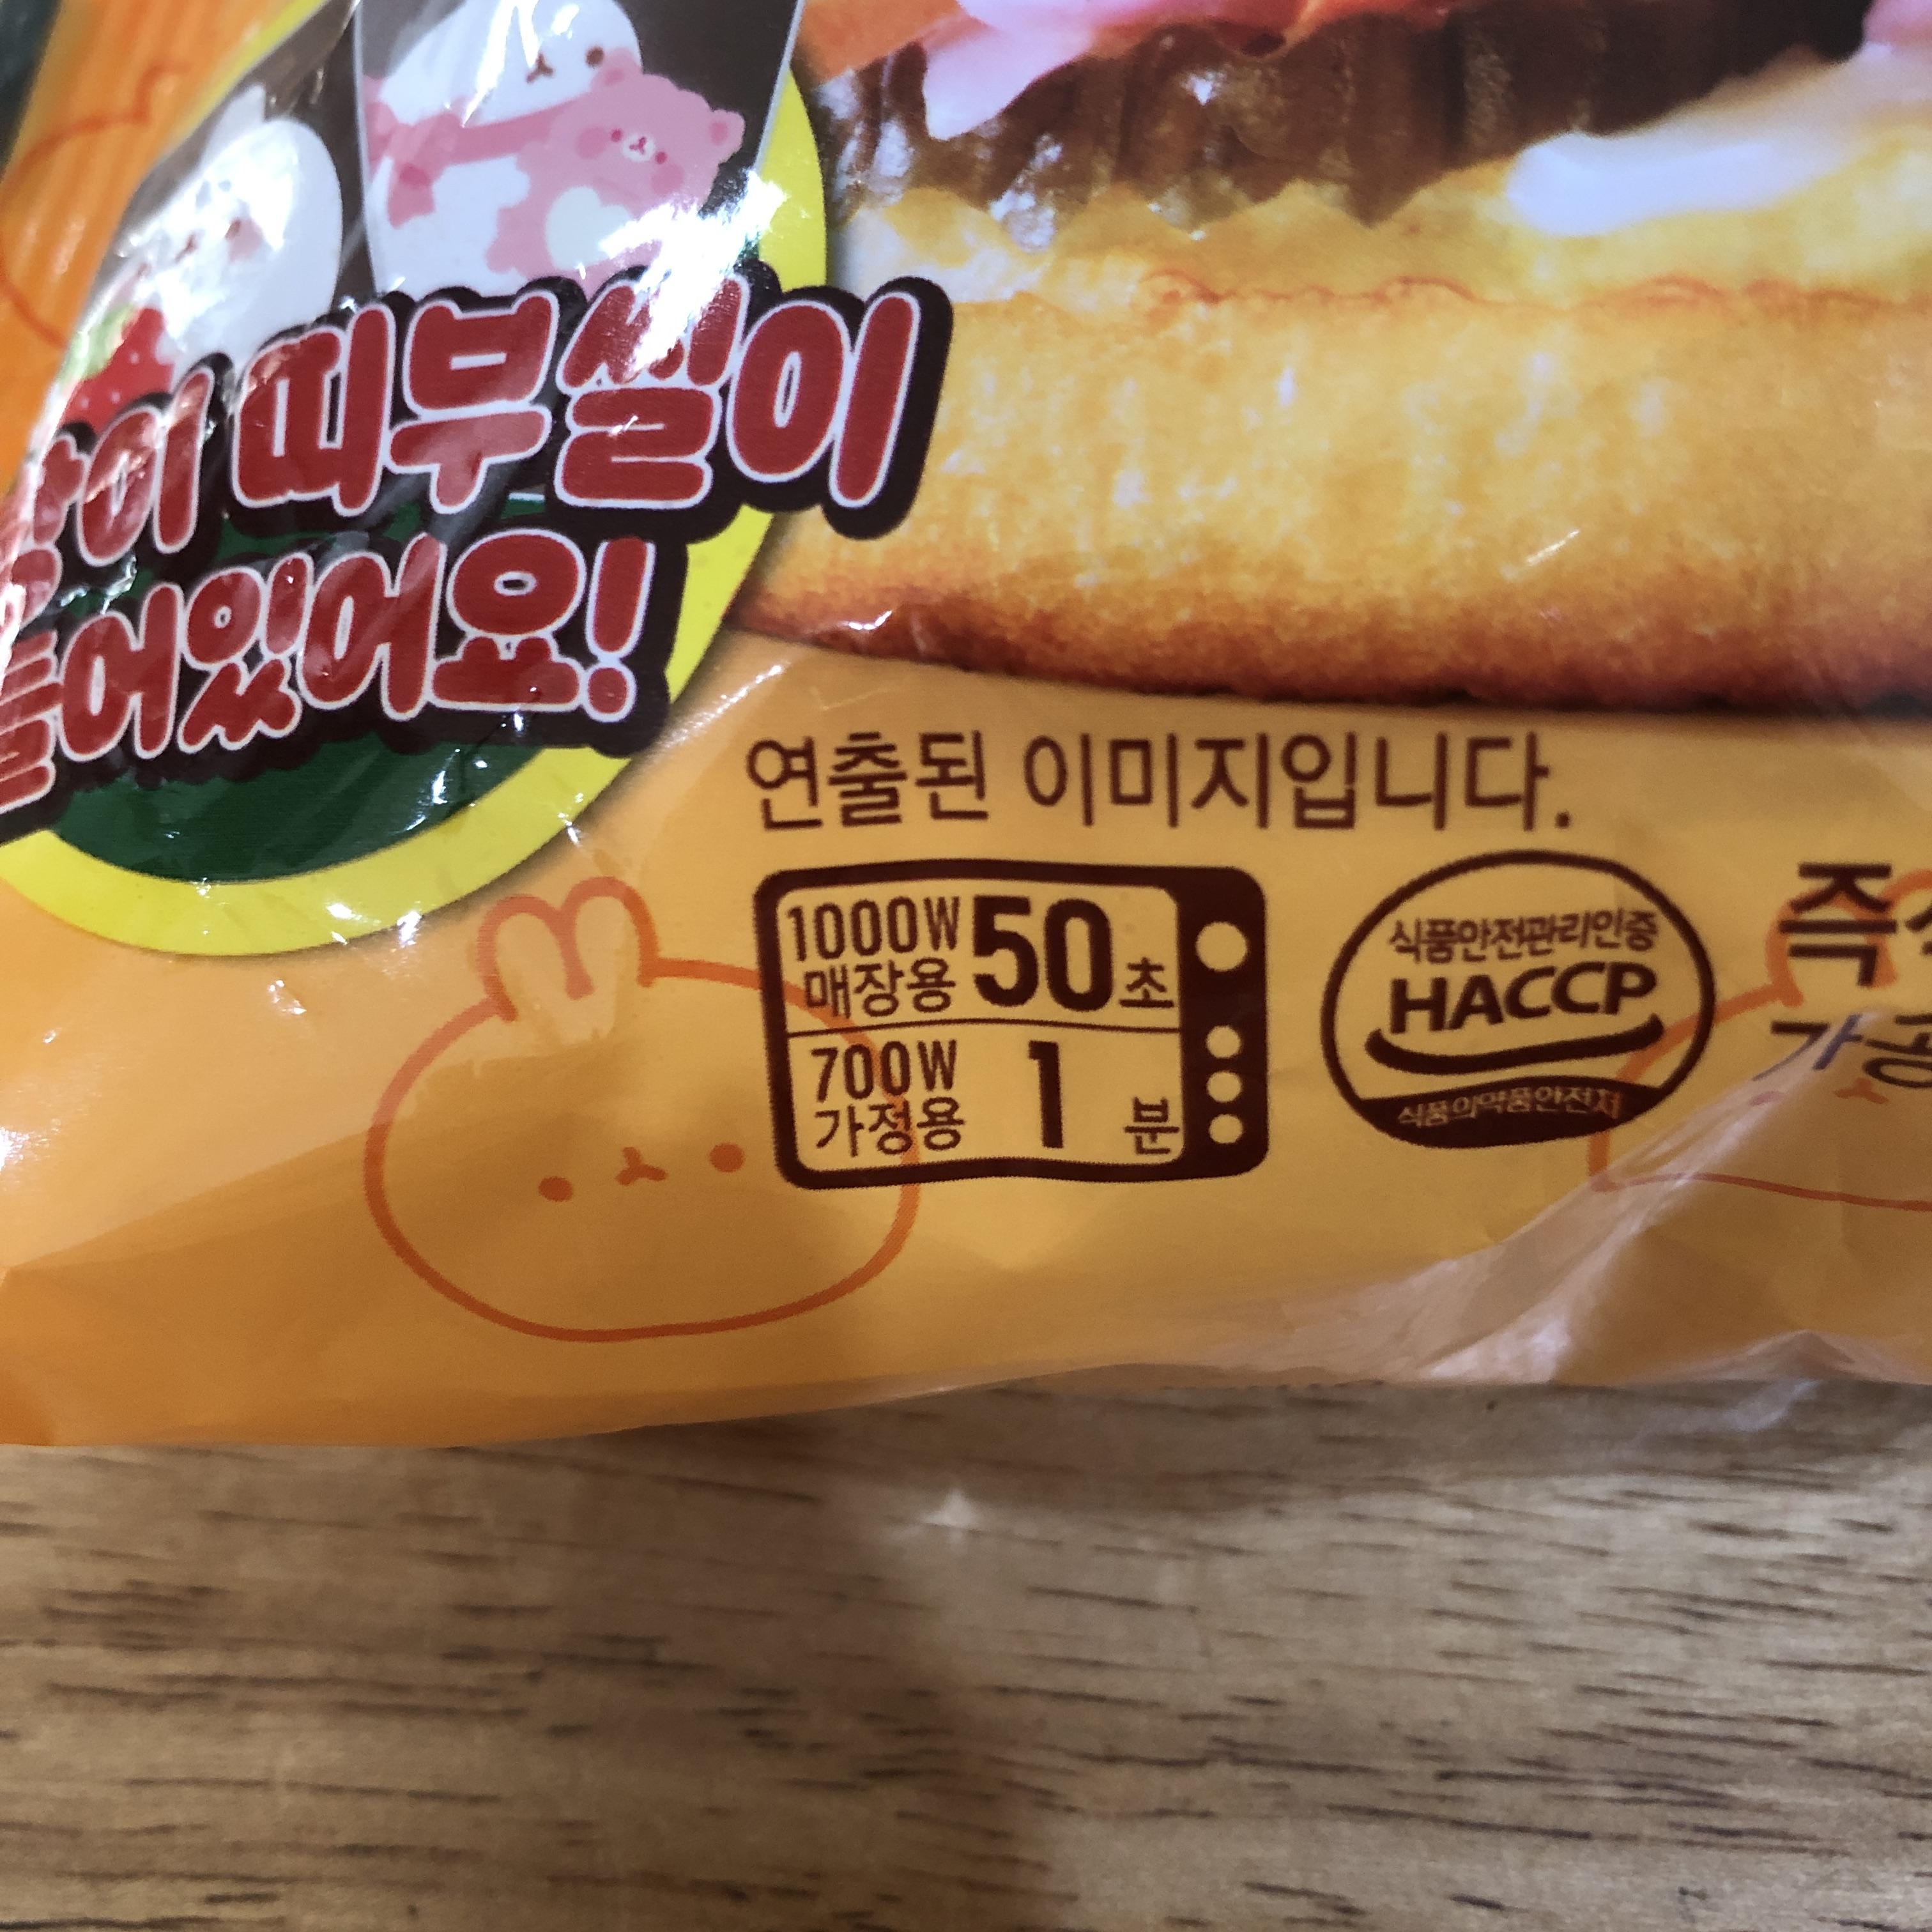 띠부씰이
들어있어요!
연출된 이미지입니다.
1000W 50초
매장용
700W 1분
가정용
식품안전관리인증
HACCP
식품의약품안전처